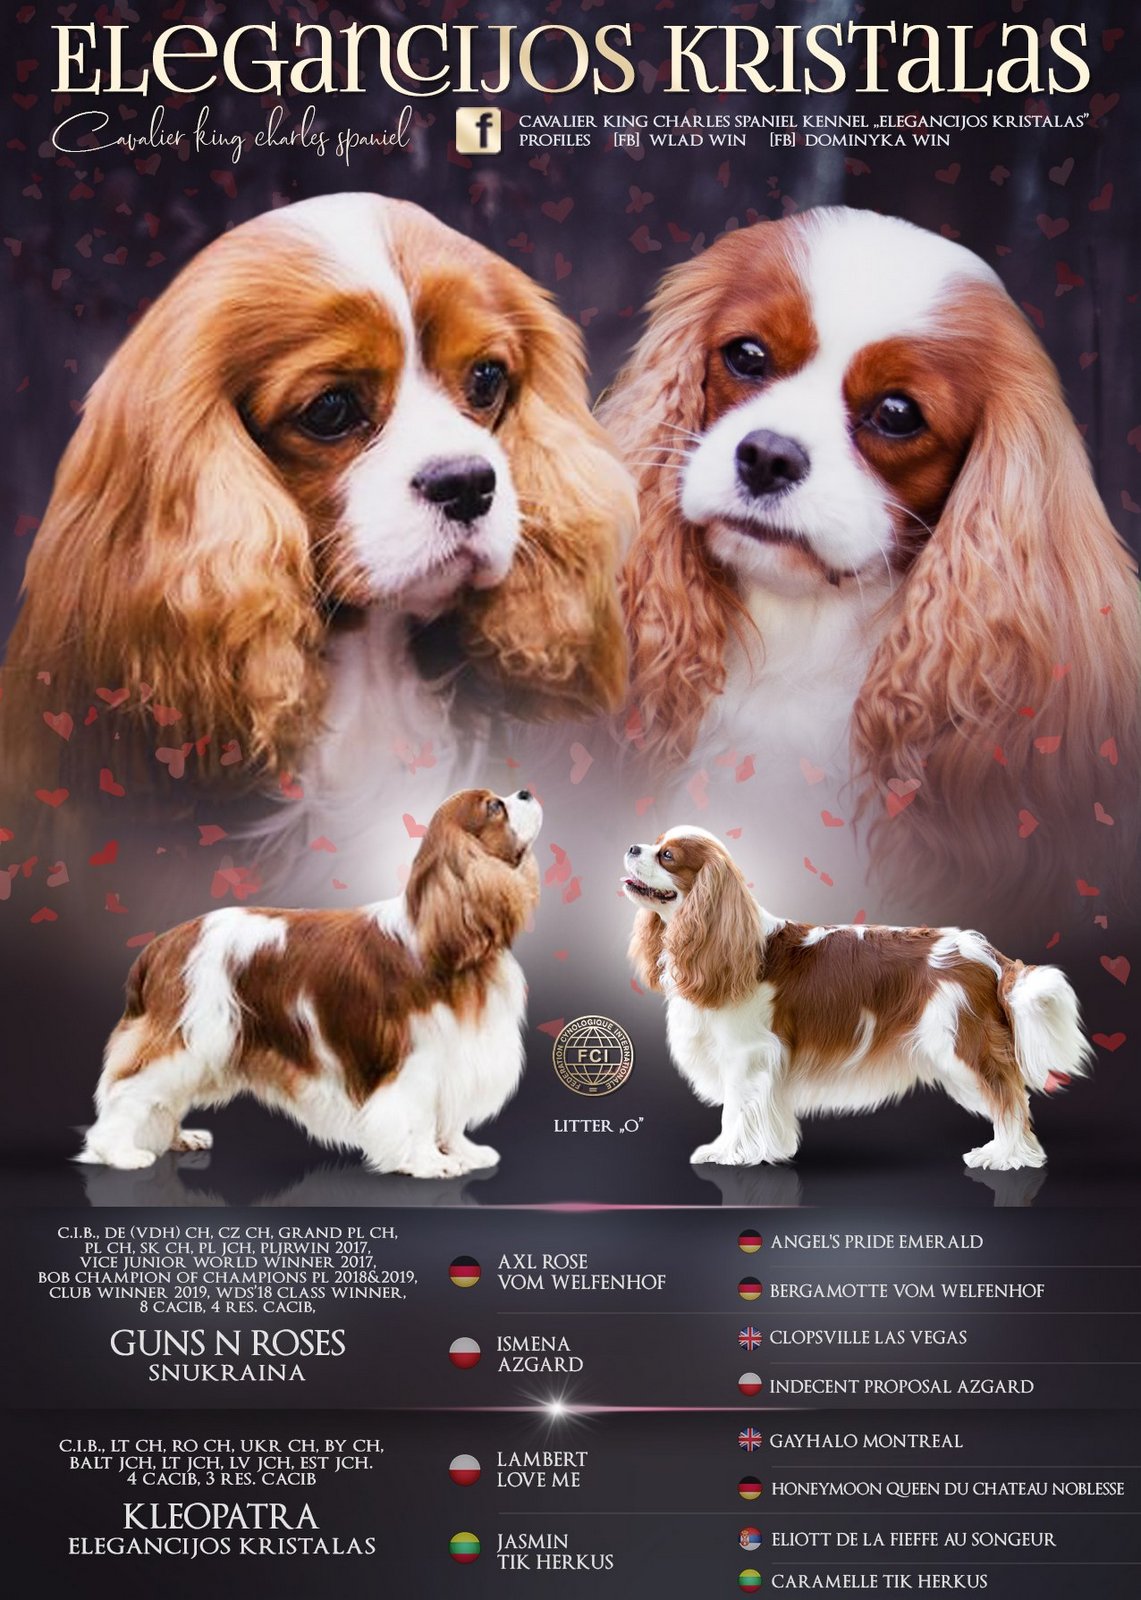 ELEGANCIJOS KRISTALAS
Cavalier king charles spaniel
f
CAVALIER KING CHARLES SPANIEL KENNEL „ELEGANCIJOS KRISTALAS”
PROFILES [FB] WLAD WIN [FB] DOMINYKA WIN
FEDERATION CYNOLOGIQUE INTERNATIONALE
FCI
LITTER „O”
C.I.B., DE (VDH) CH, CZ CH, GRAND PL CH,
PL CH, SK CH, PL JCH, PLJRWIN 2017,
VICE JUNIOR WORLD WINNER 2017,
BOB CHAMPION OF CHAMPIONS PL 2018&2019,
CLUB WINNER 2019, WDS'18 CLASS WINNER,
8 CACIB, 4 RES. CACIB,
GUNS N ROSES
SNUKRAINA
AXL ROSE
VOM WELFENHOF
ISMENA
AZGARD
ANGEL'S PRIDE EMERALD
BERGAMOTTE VOM WELFENHOF
CLOPSVILLE LAS VEGAS
INDECENT PROPOSAL AZGARD
C.I.B., LT CH, RO CH, UKR CH, BY CH,
BALT JCH, LT JCH, LV JCH, EST JCH.
4 CACIB, 3 RES. CACIB
KLEOPATRA
ELEGANCIJOS KRISTALAS
LAMBERT
LOVE ME
JASMIN
TIK HERKUS
GAYHALO MONTREAL
HONEYMOON QUEEN DU CHATEAU NOBLESSE
ELIOTT DE LA FIEFFE AU SONGEUR
CARAMELLE TIK HERKUS